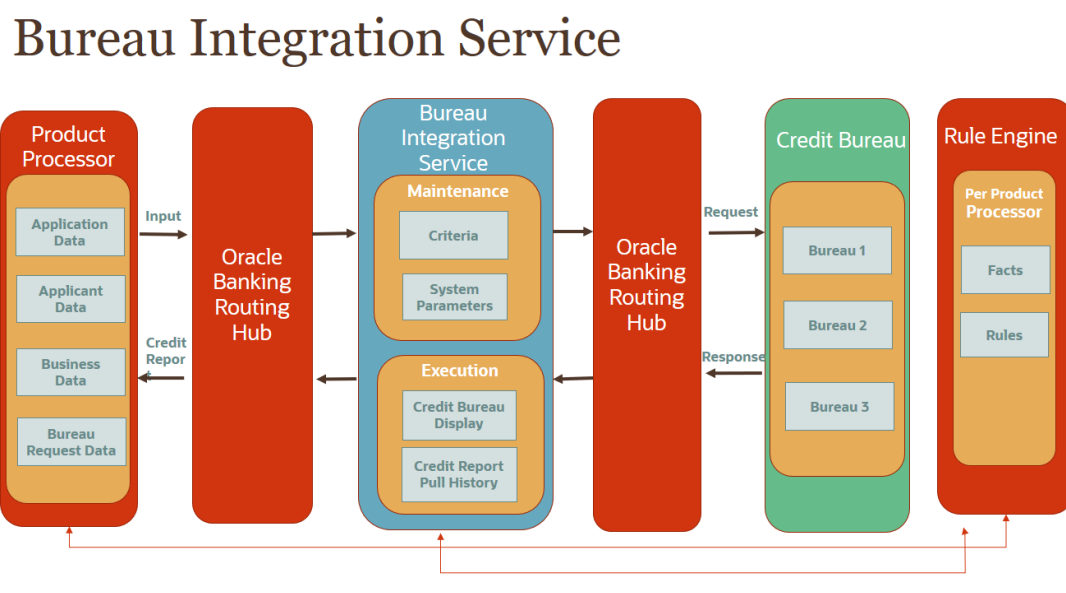 Bureau Integration Service
Product
Processor
Application
Data
Applicant
Data
Business
Data
Bureau
Request Data
Input
Credit
Repor
t
Oracle
Banking
Routing
Hub
Bureau
Integration
Service
Maintenance
Criteria
System
Parameters
Execution
Credit Bureau
Display
Credit Report
Pull History
Oracle
Banking
Routing
Hub
Request
Response
Credit Bureau
Bureau 1
Bureau 2
Bureau 3
Rule Engine
Per Product
Processor
Facts
Rules